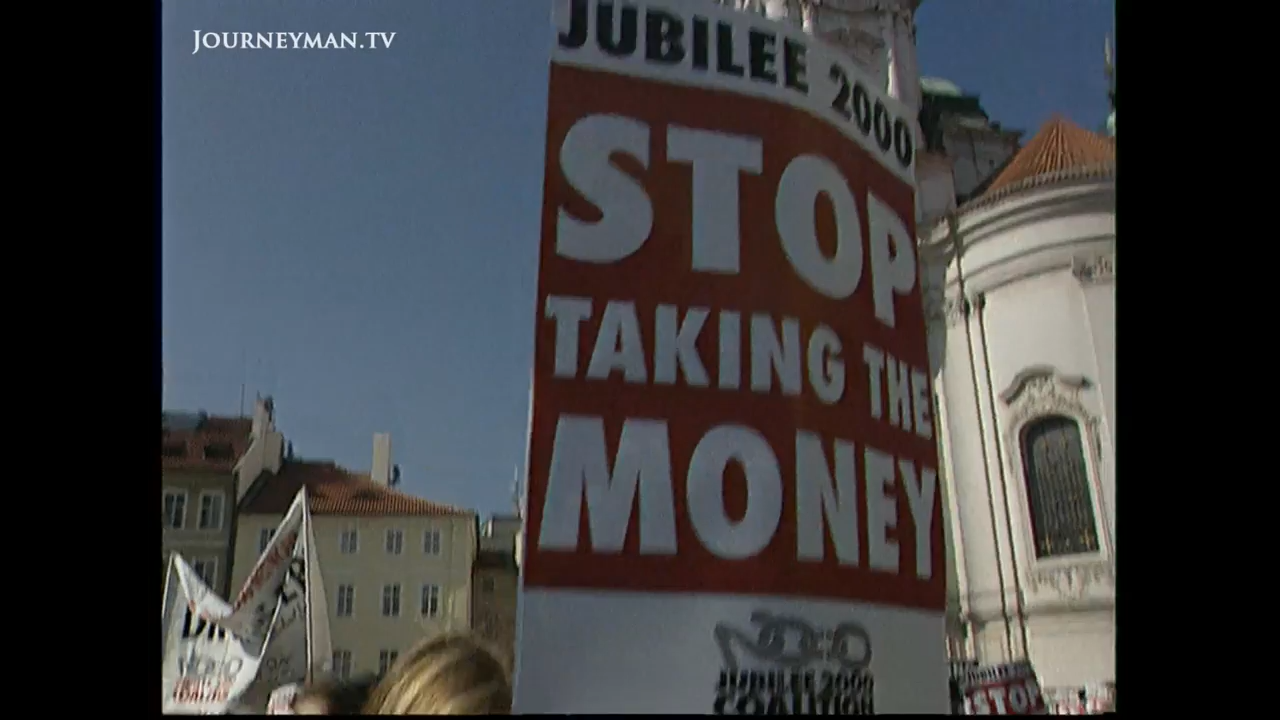 JOURNEYMAN.TV
JUBILEE 2000
STOP
TAKING THE
MONEY
JUBILEE 2000
COALITION
STOP